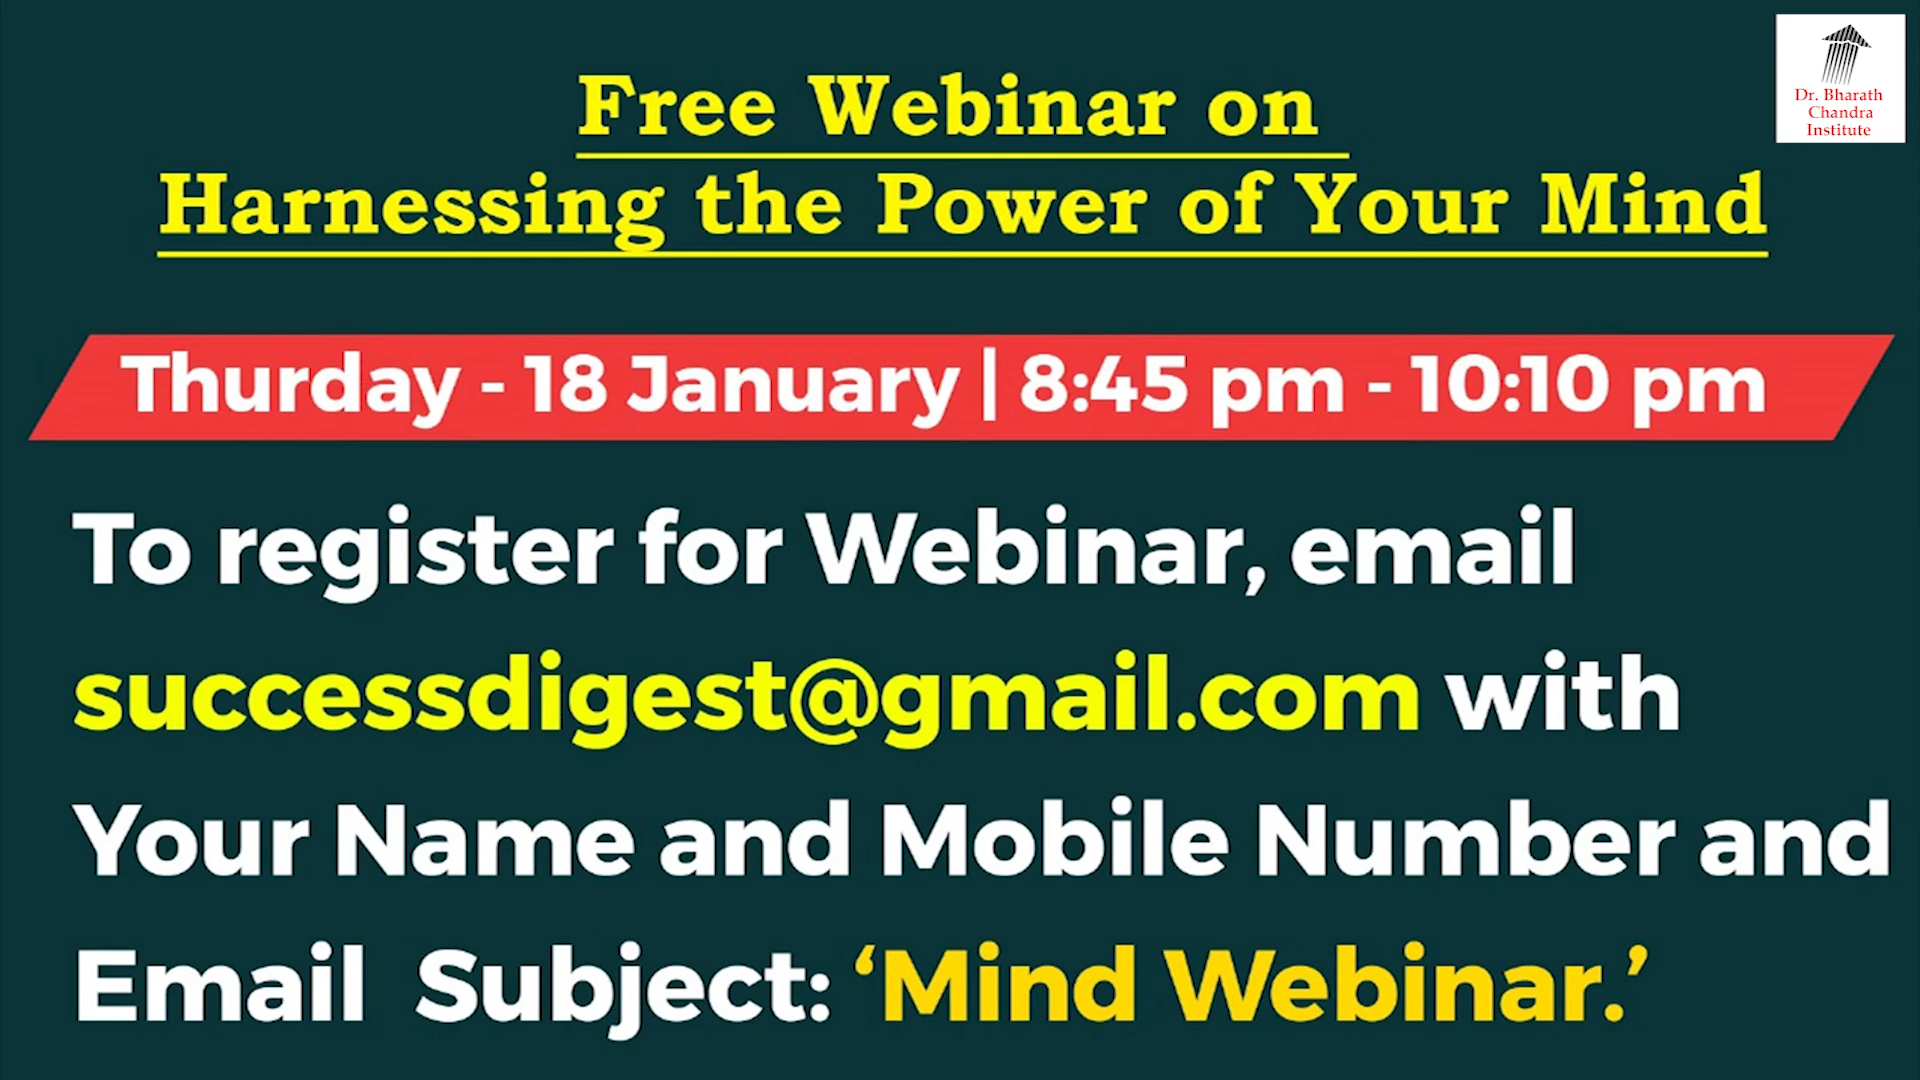 Free Webinar on
Harnessing the Power of Your Mind
Dr. Bharath
Chandra
Institute
Thurday - 18 January | 8:45 pm - 10:10 pm
To register for Webinar, email
successdigest@gmail.com with
Your Name and Mobile Number and
Email Subject: ‘Mind Webinar.’